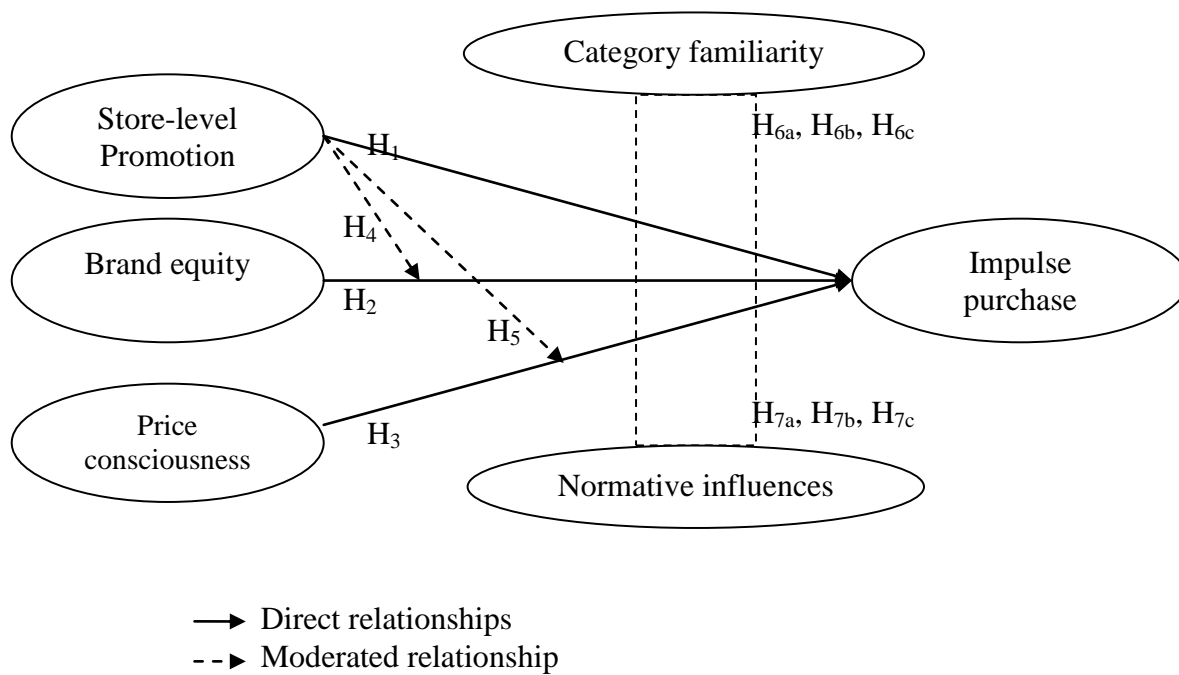 Category familiarity
Store-level
Promotion
H6a, H6b, H6c
H1
H4
Brand equity
H2
Impulse
purchase
H5
Price
consciousness
H3
H7a, H7b, H7c
Normative influences
Direct relationships
Moderated relationship